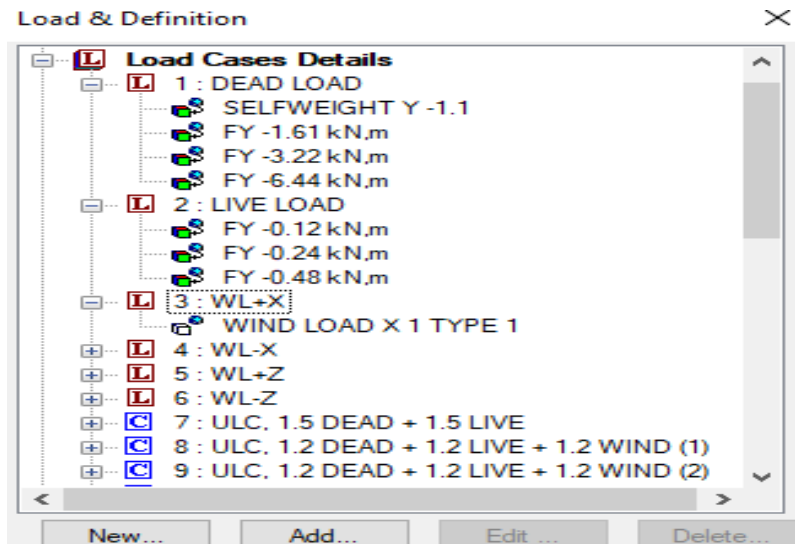 Load & Definition
Load Cases Details
1 : DEAD LOAD
SELFWEIGHT Y -1.1
FY -1.61 kN,m
FY -3.22 kN,m
FY -6.44 kN,m
2 : LIVE LOAD
FY -0.12 kN,m
FY -0.24 kN,m
FY -0.48 kN,m
3 : WL+X
WIND LOAD X 1 TYPE 1
4 : WL-X
5 : WL+Z
6 : WL-Z
7 : ULC, 1.5 DEAD + 1.5 LIVE
8 : ULC, 1.2 DEAD + 1.2 LIVE + 1.2 WIND (1)
9 : ULC, 1.2 DEAD + 1.2 LIVE + 1.2 WIND (2)
New... Add... Edit ... Delete...